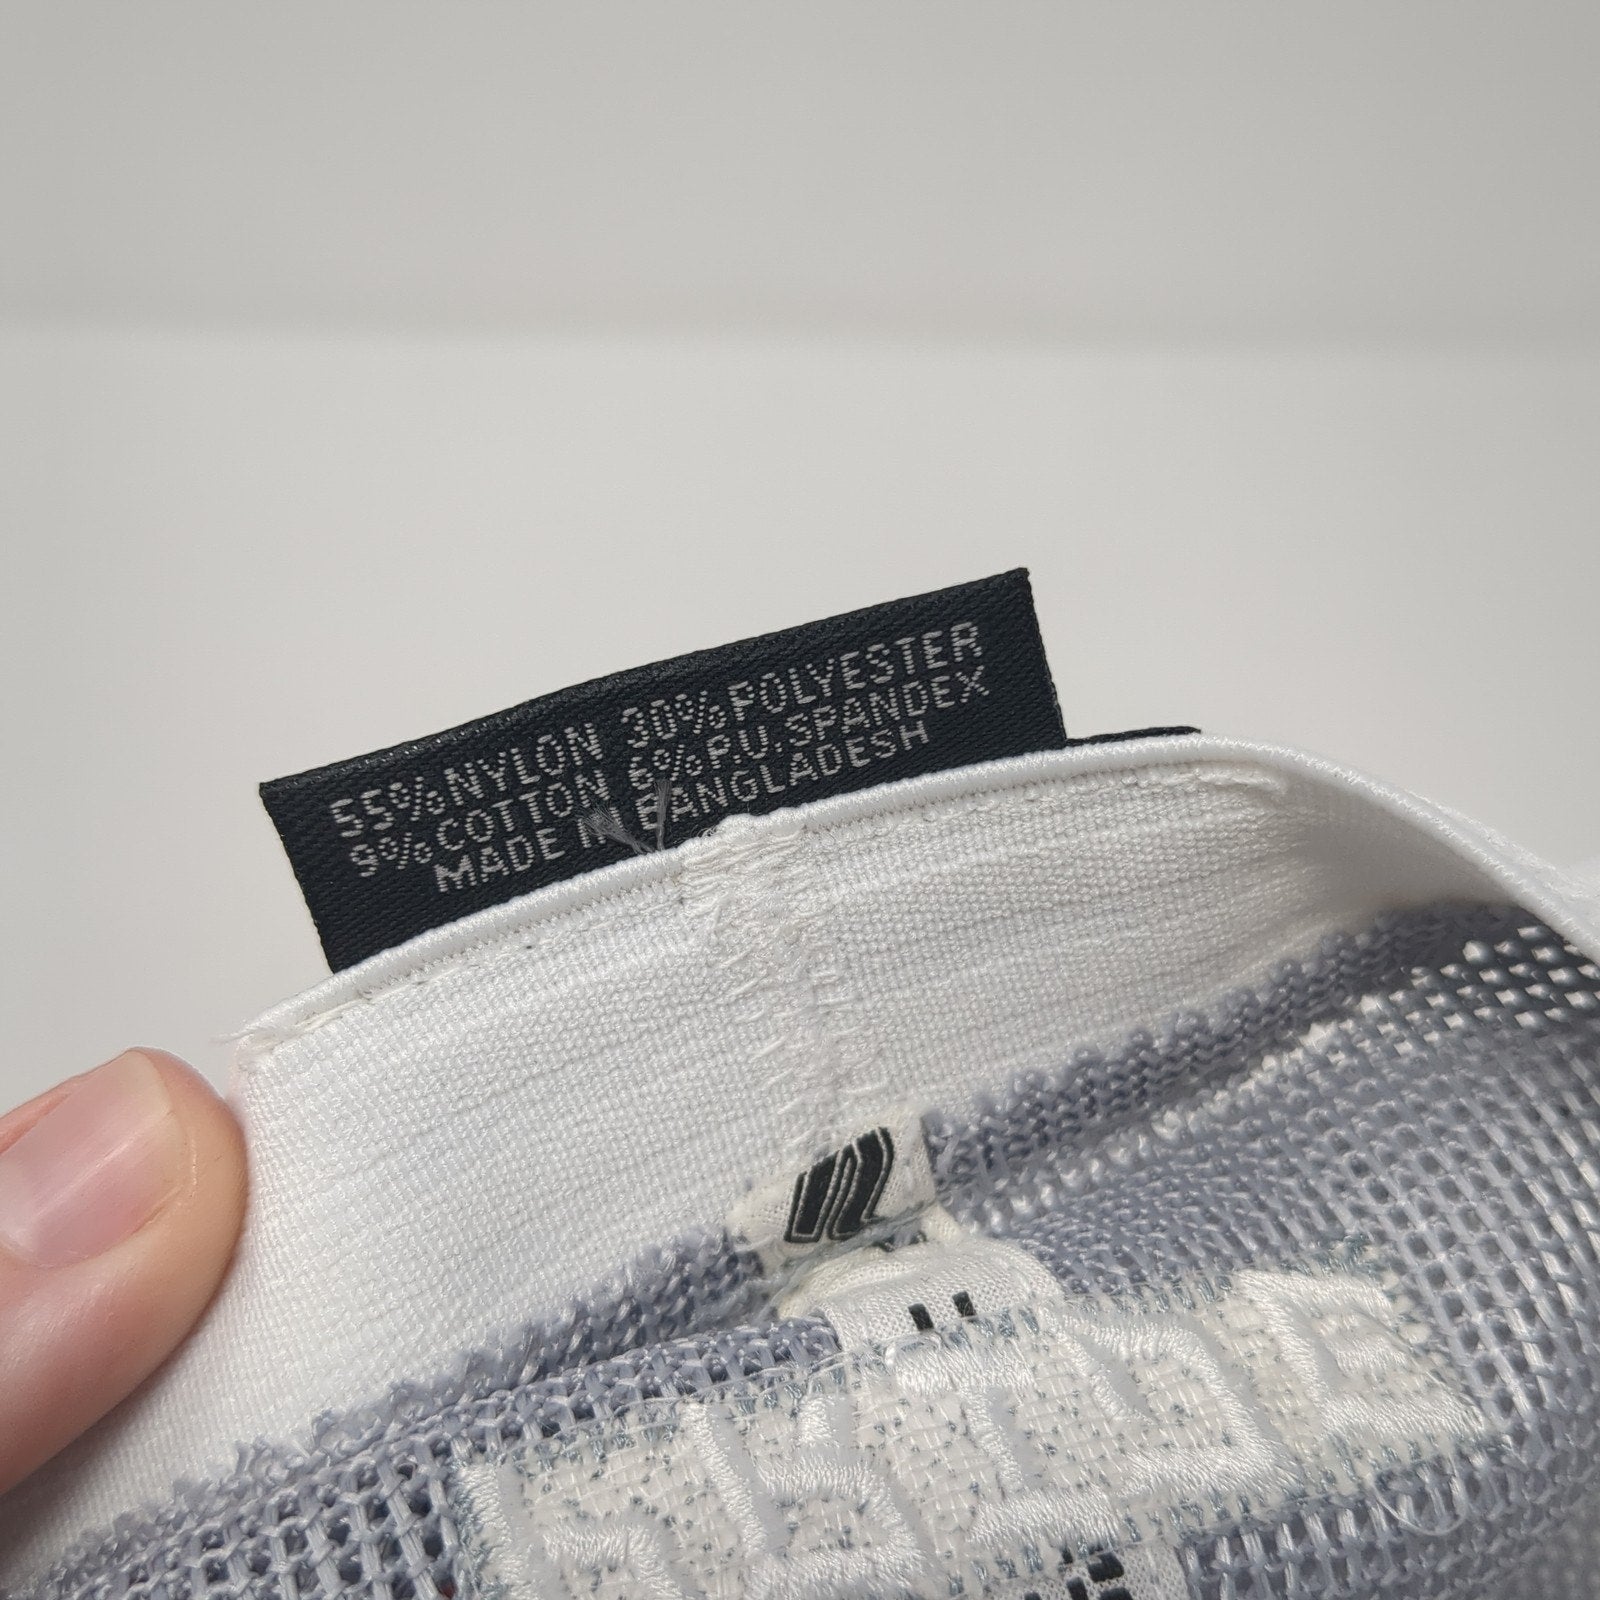 55% NYLON 30% POLYESTER
9% COTTON 6% P.U. SPANDEX
MADE IN BANGLADESH